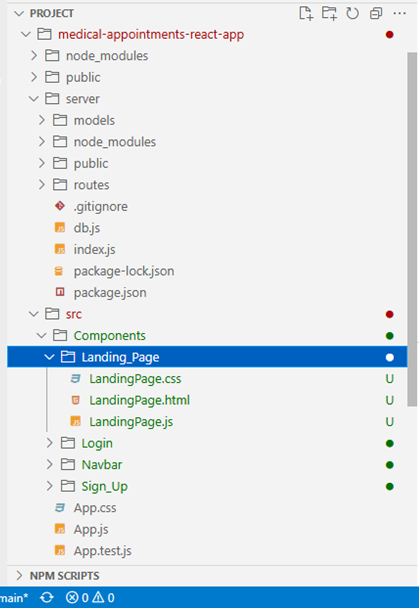 PROJECT
medical-appointments-react-app
node_modules
public
server
models
node_modules
public
routes
.gitignore
db.js
index.js
package-lock.json
package.json
src
Components
Landing_Page
LandingPage.css U
LandingPage.html U
LandingPage.js U
Login
Navbar
Sign_Up
App.css
App.js
App.test.js
NPM SCRIPTS
main* 0 0